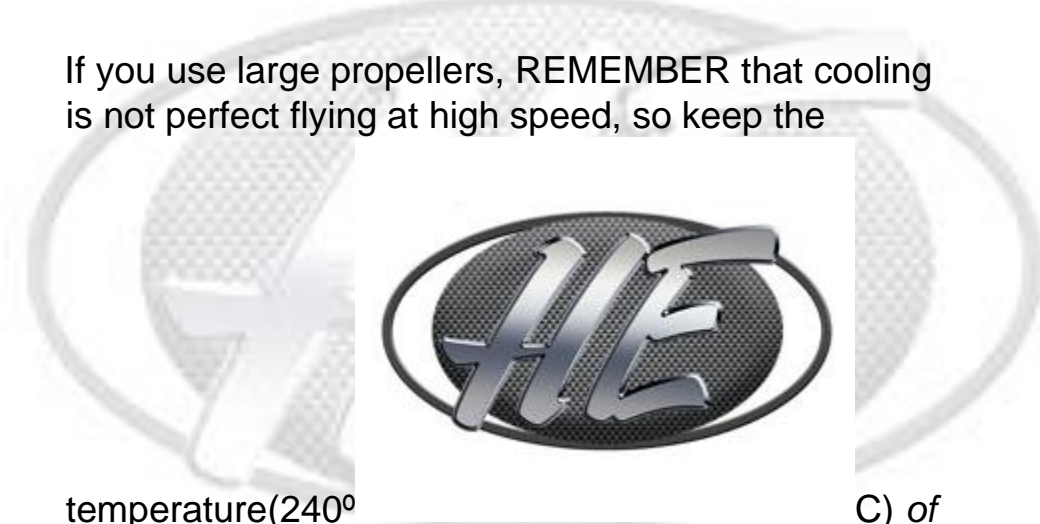 If you use large propellers, REMEMBER that cooling
is not perfect flying at high speed, so keep the
HE
temperature(240º C) of